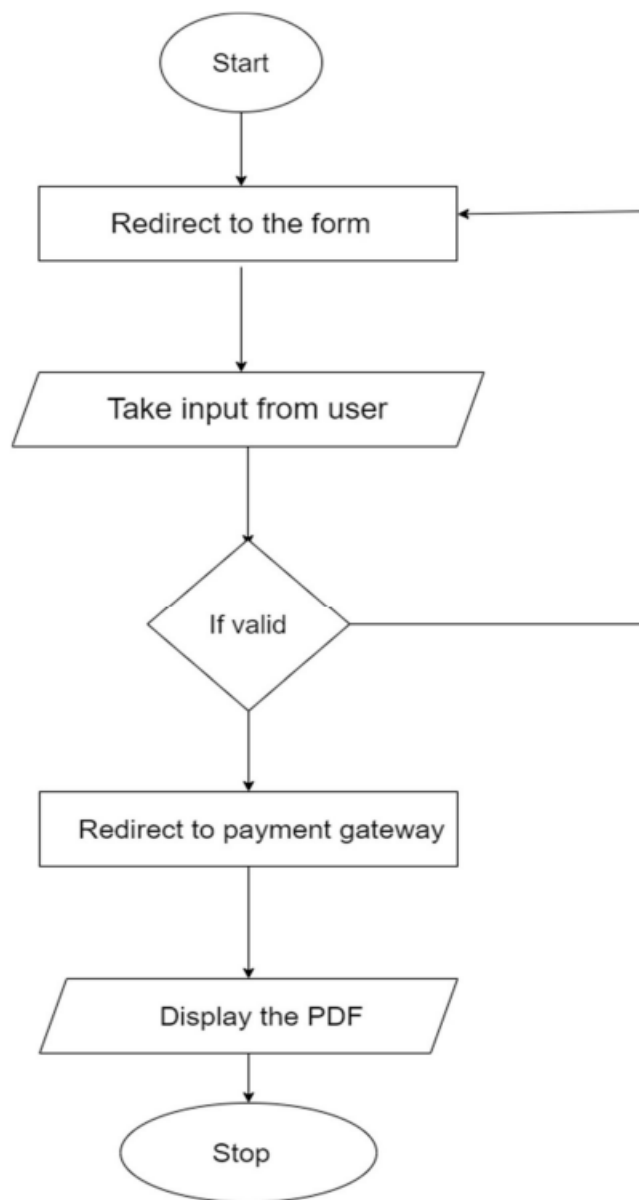 Start
Redirect to the form
Take input from user
If valid
Redirect to payment gateway
Display the PDF
Stop